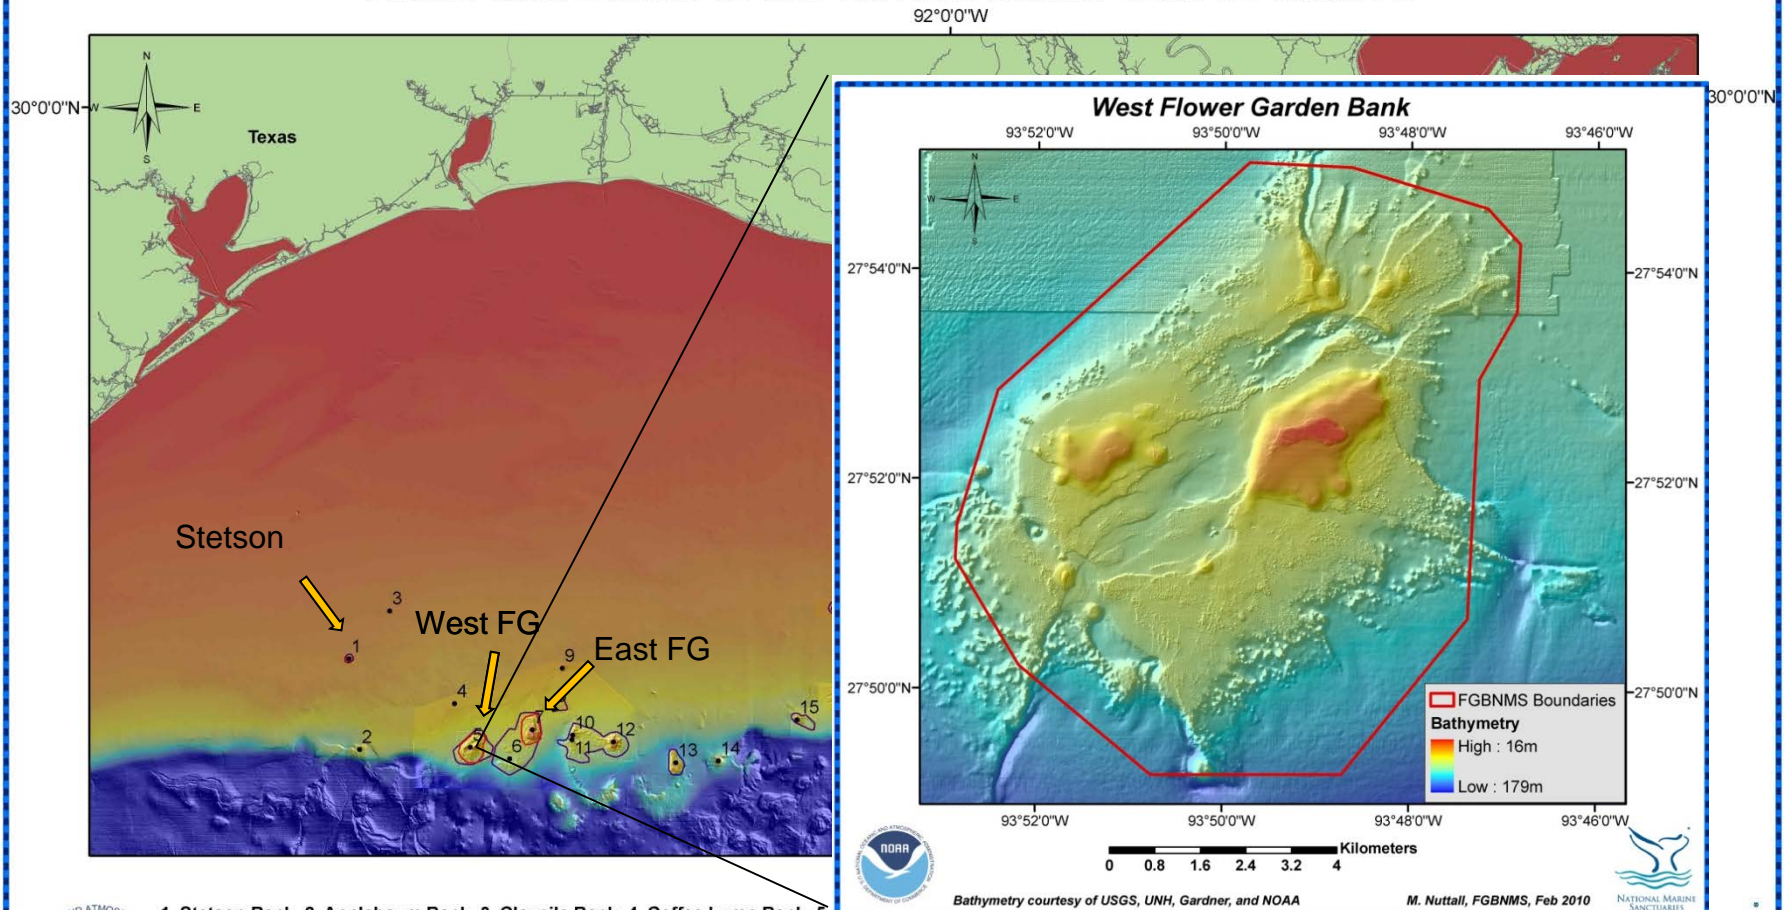 92°0'0"W
30°0'0"N
30°0'0"N
N
W E
S
Texas
Stetson
West FG
East FG
1
2
3
4
5
6
9
10
11
12
13
14
15
West Flower Garden Bank
93°52'0"W 93°50'0"W 93°48'0"W 93°46'0"W
N
W E
S
27°54'0"N 27°54'0"N
27°52'0"N 27°52'0"N
27°50'0"N 27°50'0"N
FGBNMS Boundaries
Bathymetry
High : 16m
Low : 179m
93°52'0"W 93°50'0"W 93°48'0"W 93°46'0"W
NOAA
Kilometers
0 0.8 1.6 2.4 3.2 4
NATIONAL MARINE
SANCTUARIES
Bathymetry courtesy of USGS, UNH, Gardner, and NOAA
M. Nuttall, FGBNMS, Feb 2010